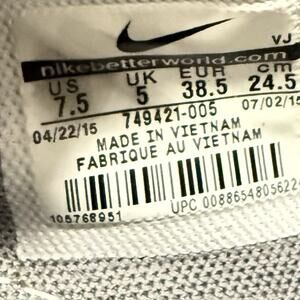 VJ
nikebetterworld.com
US UK EUR cm
7.5 5 38.5 24.5
04/22/15 749421-005 07/02/15
MADE IN VIETNAM
FABRIQUE AU VIETNAM
105768951
UPC 00886548056224